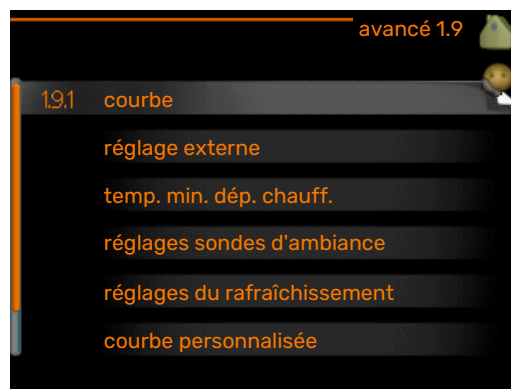 avancé 1.9
1.9.1 courbe
réglage externe
temp. min. dép. chauff.
réglages sondes d'ambiance
réglages du rafraîchissement
courbe personnalisée